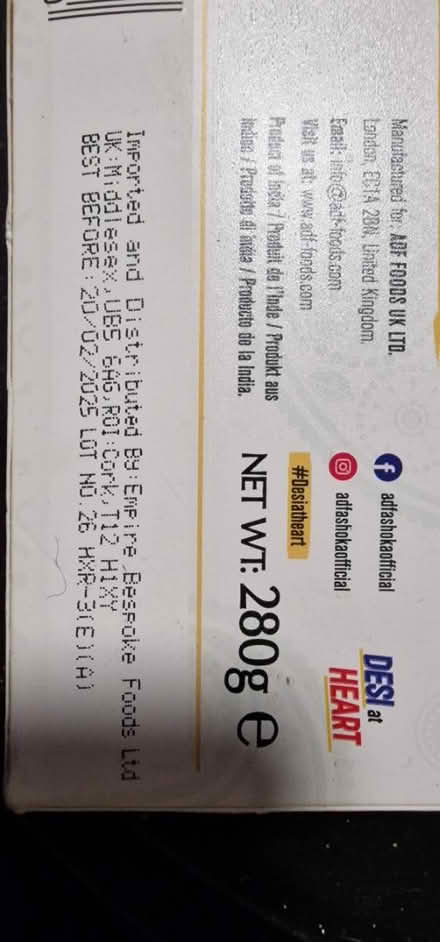 Manufactured for: ADF FOODS UK LTD.
London, EC1A 2BN, United Kingdom.
Email: info@adf-foods.com
Visit us at: www.adf-foods.com
Product of India / Produit de l'Inde / Produkt aus
Indien / Prodotto di india / Producto de la India.
adfashokaofficial
adfashokaofficial
#Desiatheart
NET WT.: 280g e
DESI at
HEART
Imported and Distributed By:Empire Bespoke Foods Ltd
UK:Middlesex,UB5 6AG,ROI:Cork,T12 H1XY
BEST BEFORE:20/02/2025 LOT NO.26 HXR-3(E)(A)